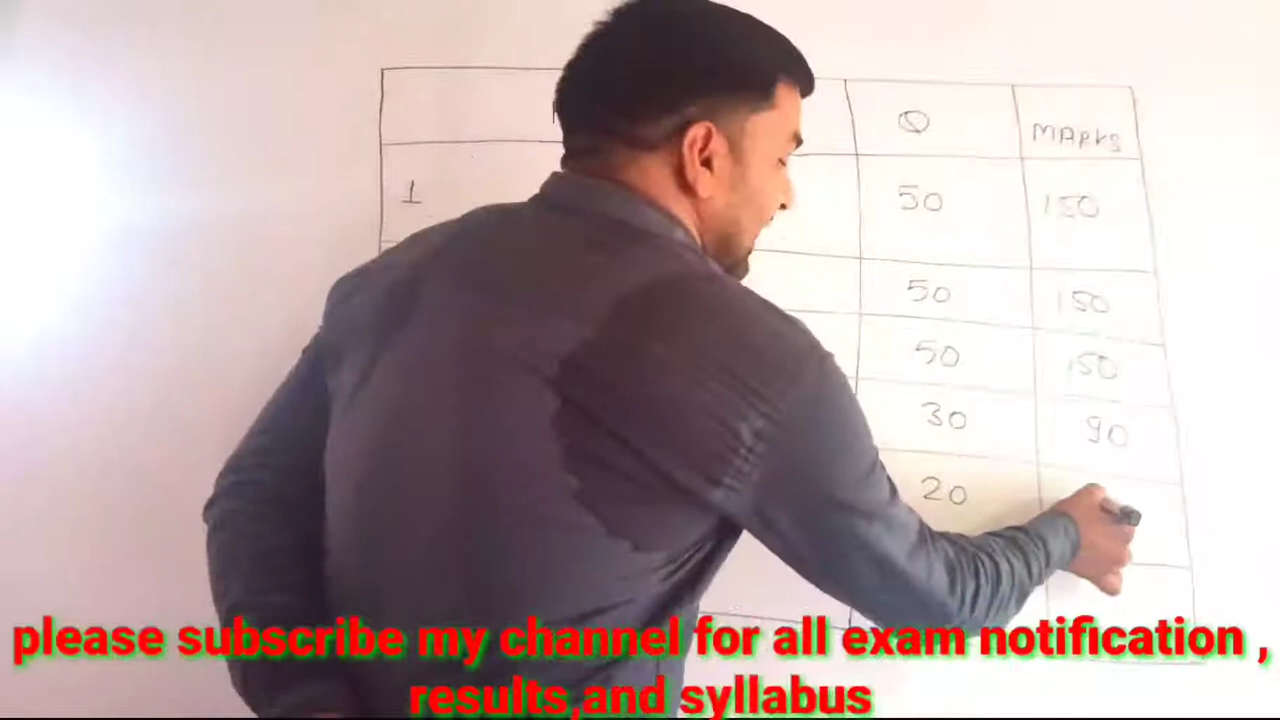 Q MARKS
1 50 150
50 150
50 150
30 90
20
please subscribe my channel for all exam notification ,
results,and syllabus